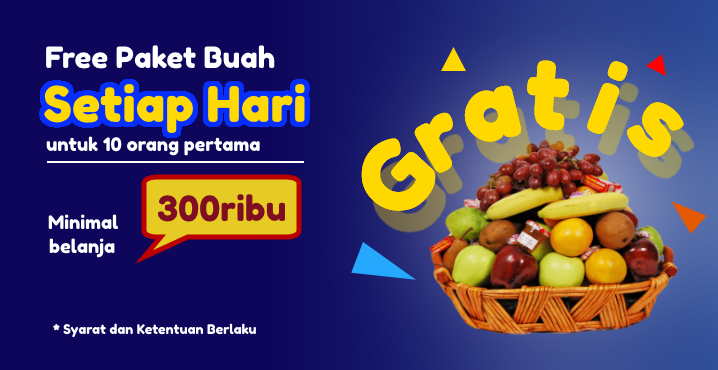 Free Paket Buah
Setiap Hari
untuk 10 orang pertama
Minimal
belanja
300ribu
* Syarat dan Ketentuan Berlaku
Gratis